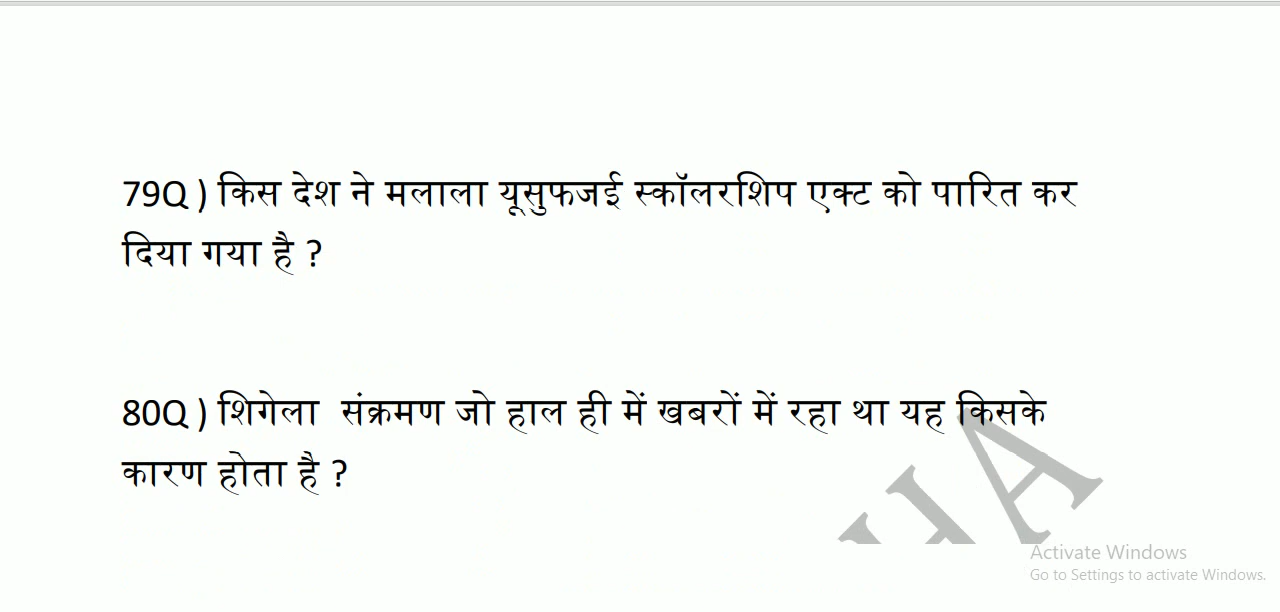 79Q ) किस देश ने मलाला यूसुफजई स्कॉलरशिप एक्ट को पारित कर
दिया गया है ?
80Q ) शिगेला संक्रमण जो हाल ही में खबरों में रहा था यह किसके
कारण होता है ?
Activate Windows
Go to Settings to activate Windows.